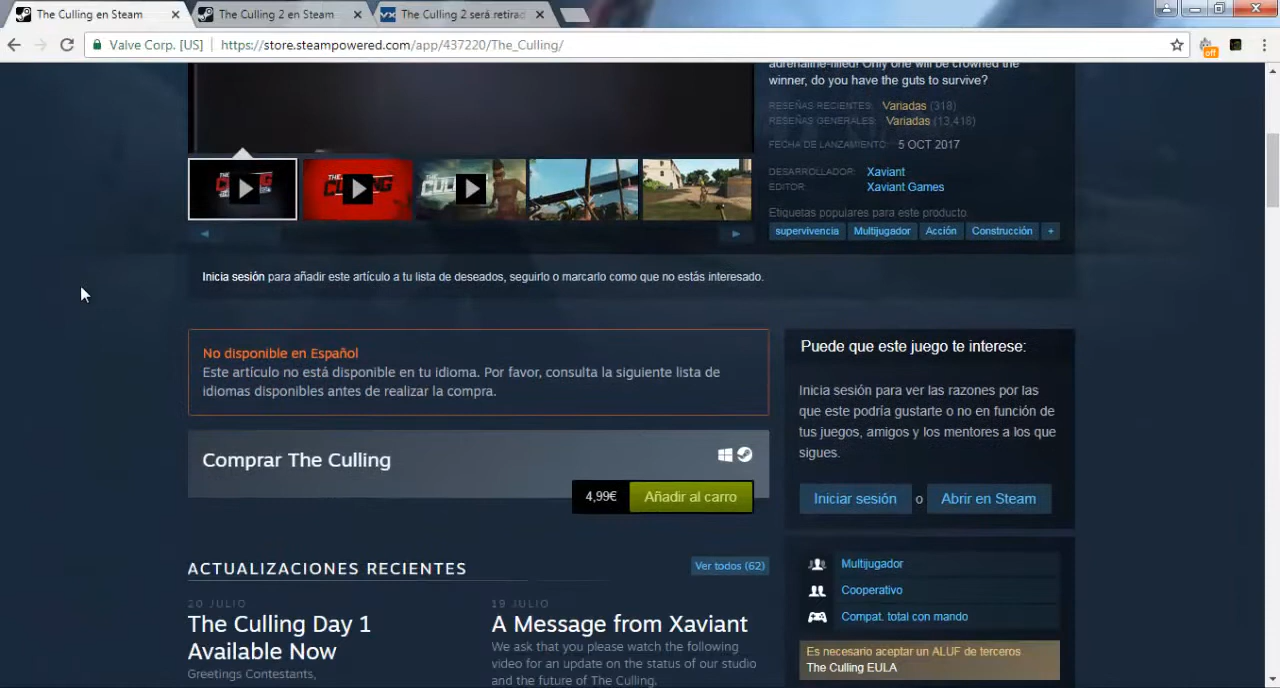 The Culling en Steam
The Culling 2 en Steam
The Culling 2 será retirad
Valve Corp. [US]
https://store.steampowered.com/app/437220/The_Culling/
off
adrenaline-filled! Only one will be crowned the
winner, do you have the guts to survive?
RESEÑAS RECIENTES: Variadas (318)
RESEÑAS GENERALES: Variadas (13,418)
FECHA DE LANZAMIENTO: 5 OCT 2017
DESARROLLADOR: Xaviant
EDITOR: Xaviant Games
Etiquetas populares para este producto:
supervivencia Multijugador Acción Construcción +
Inicia sesión para añadir este artículo a tu lista de deseados, seguirlo o marcarlo como que no estás interesado.
No disponible en Español
Este artículo no está disponible en tu idioma. Por favor, consulta la siguiente lista de
idiomas disponibles antes de realizar la compra.
Comprar The Culling
4,99€ Añadir al carro
Puede que este juego te interese:
Inicia sesión para ver las razones por las
que este podría gustarte o no en función de
tus juegos, amigos y los mentores a los que
sigues.
Iniciar sesión o Abrir en Steam
ACTUALIZACIONES RECIENTES
Ver todos (62)
20 JULIO
The Culling Day 1
Available Now
Greetings Contestants,
19 JULIO
A Message from Xaviant
We ask that you please watch the following
video for an update on the status of our studio
and the future of The Culling.
Multijugador
Cooperativo
Compat. total con mando
Es necesario aceptar un ALUF de terceros
The Culling EULA